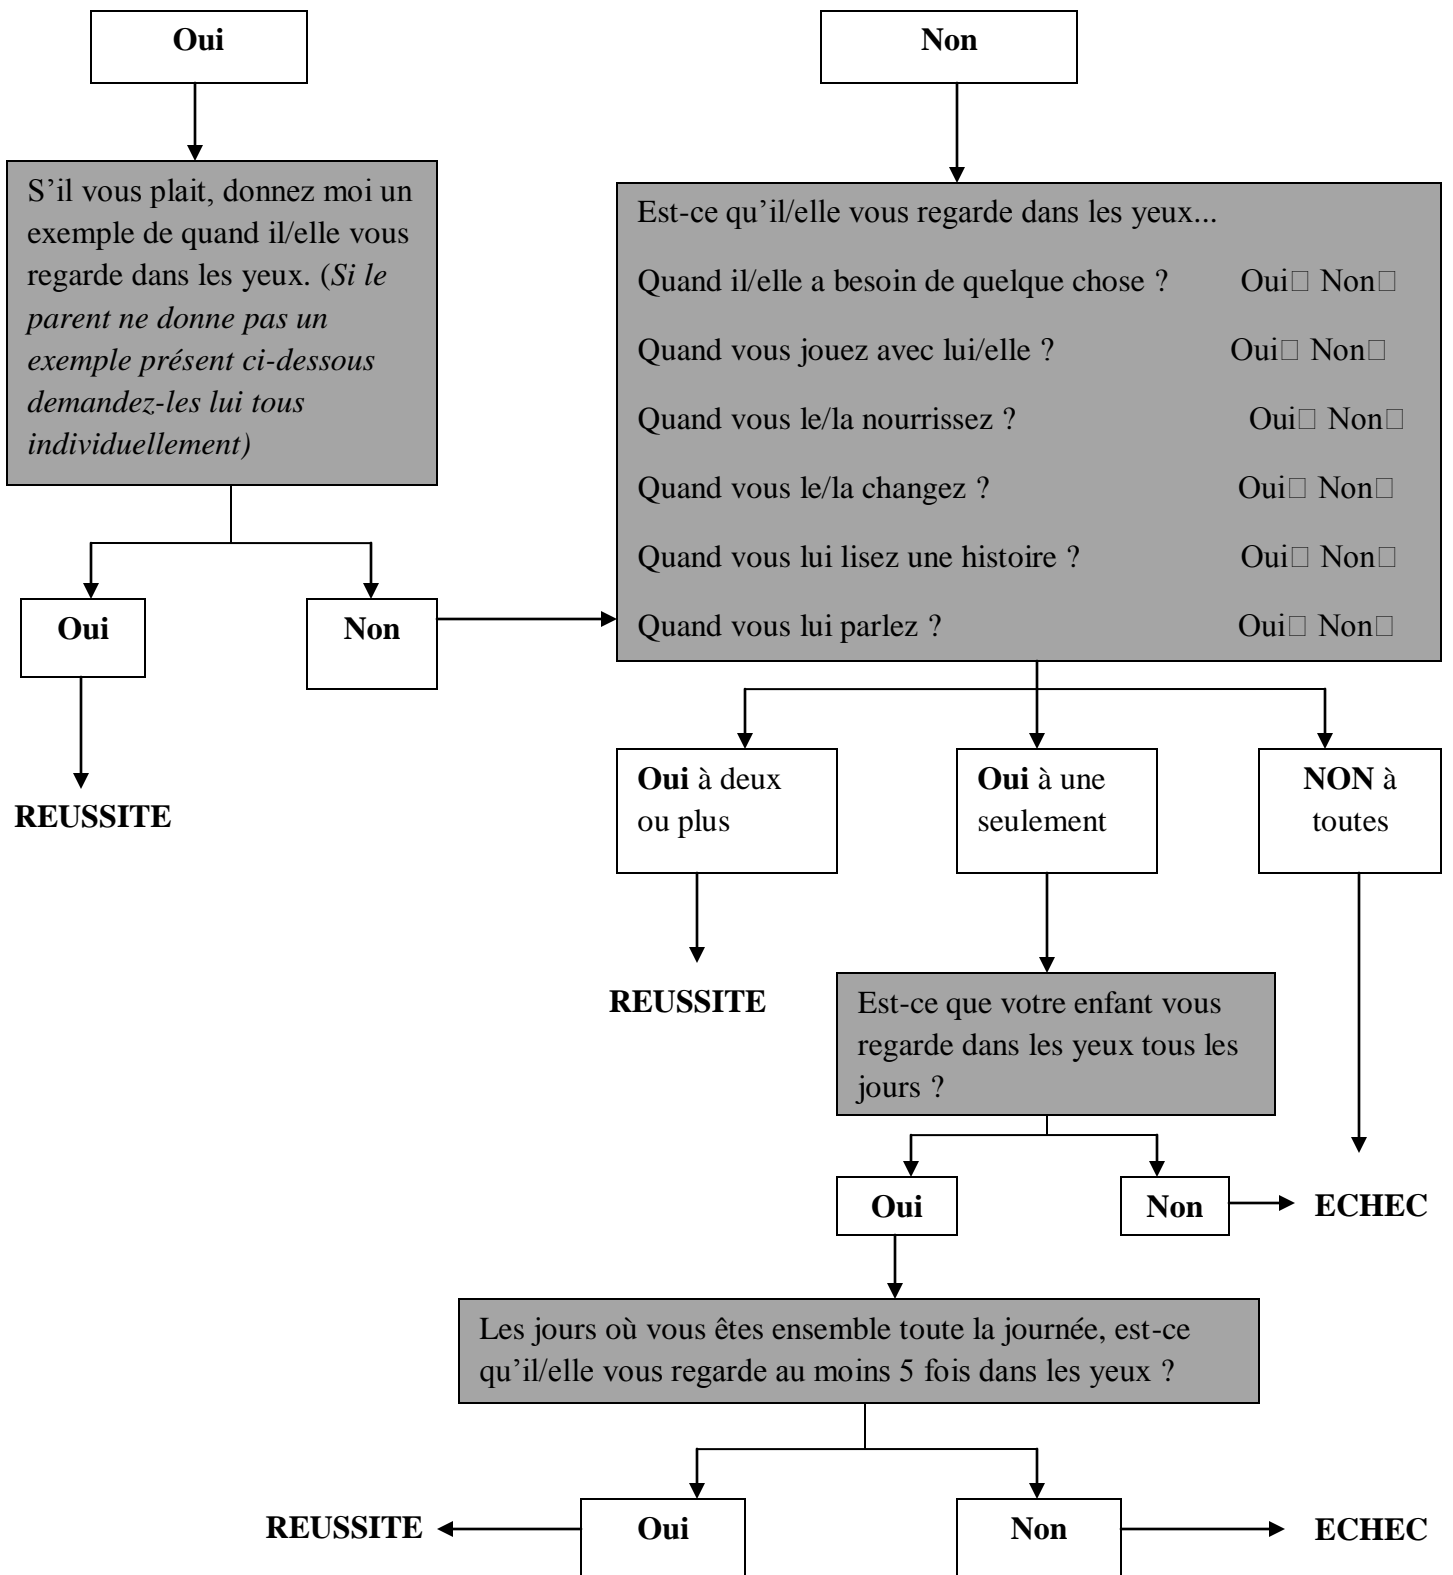 Oui
Non
S’il vous plait, donnez moi un
exemple de quand il/elle vous
regarde dans les yeux. (Si le
parent ne donne pas un
exemple présent ci-dessous
demandez-les lui tous
individuellement)
Est-ce qu’il/elle vous regarde dans les yeux...
Quand il/elle a besoin de quelque chose ? Oui□ Non□
Quand vous jouez avec lui/elle ? Oui□ Non□
Quand vous le/la nourrissez ? Oui□ Non□
Quand vous le/la changez ? Oui□ Non□
Quand vous lui lisez une histoire ? Oui□ Non□
Quand vous lui parlez ? Oui□ Non□
Oui
Non
REUSSITE
Oui à deux
ou plus
Oui à une
seulement
NON à
toutes
REUSSITE
Est-ce que votre enfant vous
regarde dans les yeux tous les
jours ?
Oui
Non
ECHEC
Les jours où vous êtes ensemble toute la journée, est-ce
qu’il/elle vous regarde au moins 5 fois dans les yeux ?
REUSSITE
Oui
Non
ECHEC